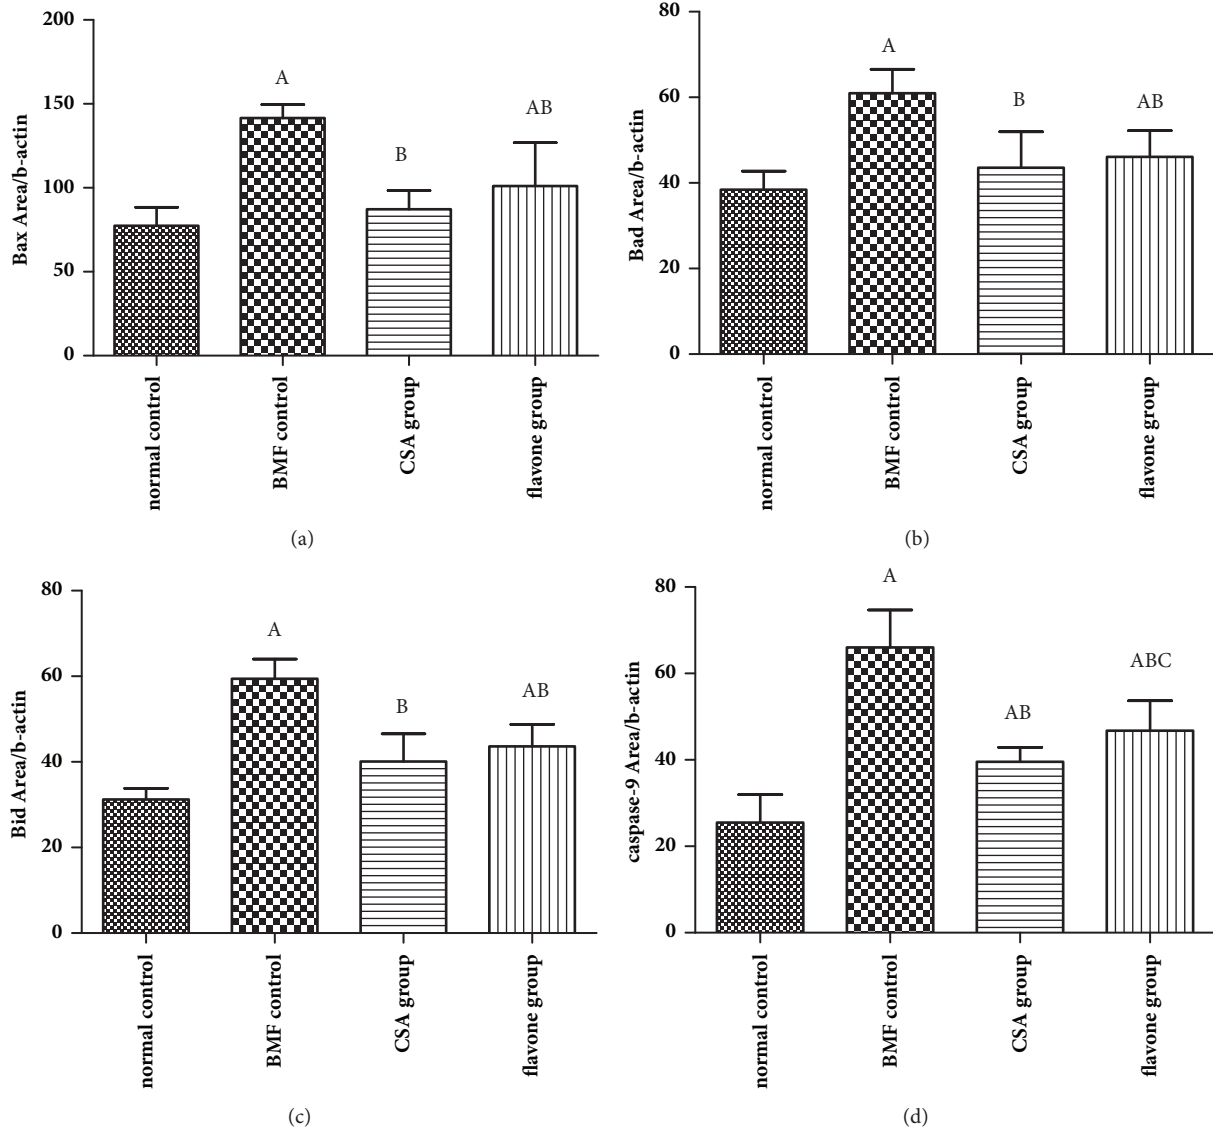 200
150
100
50
0
Bax Area/b-actin
A
B
AB
normal control
BMF control
CSA group
flavone group
(a)
80
60
40
20
0
Bad Area/b-actin
A
B
AB
normal control
BMF control
CSA group
flavone group
(b)
80
60
40
20
0
Bid Area/b-actin
A
B
AB
normal control
BMF control
CSA group
flavone group
(c)
80
60
40
20
0
caspase-9 Area/b-actin
A
AB
ABC
normal control
BMF control
CSA group
flavone group
(d)